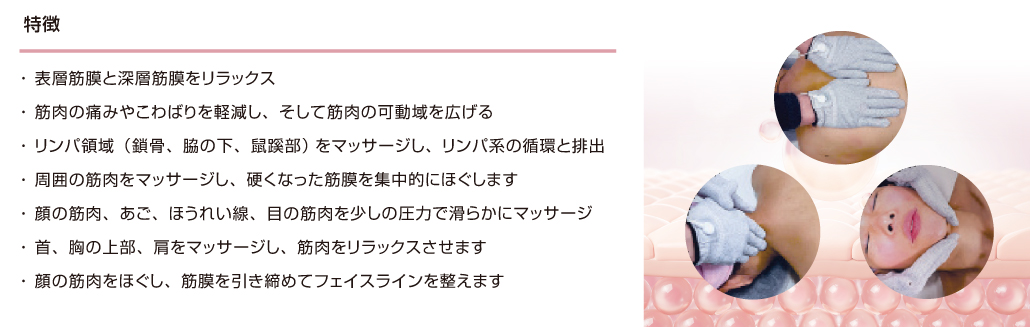 特徴
・ 表層筋膜と深層筋膜をリラックス
・ 筋肉の痛みやこわばりを軽減し、そして筋肉の可動域を広げる
・ リンパ領域（鎖骨、脇の下、鼠蹊部）をマッサージし、リンパ系の循環と排出
・ 周囲の筋肉をマッサージし、硬くなった筋膜を集中的にほぐします
・ 顔の筋肉、あご、ほうれい線、目の筋肉を少しの圧力で滑らかにマッサージ
・ 首、胸の上部、肩をマッサージし、筋肉をリラックスさせます
・ 顔の筋肉をほぐし、筋膜を引き締めてフェイスラインを整えます